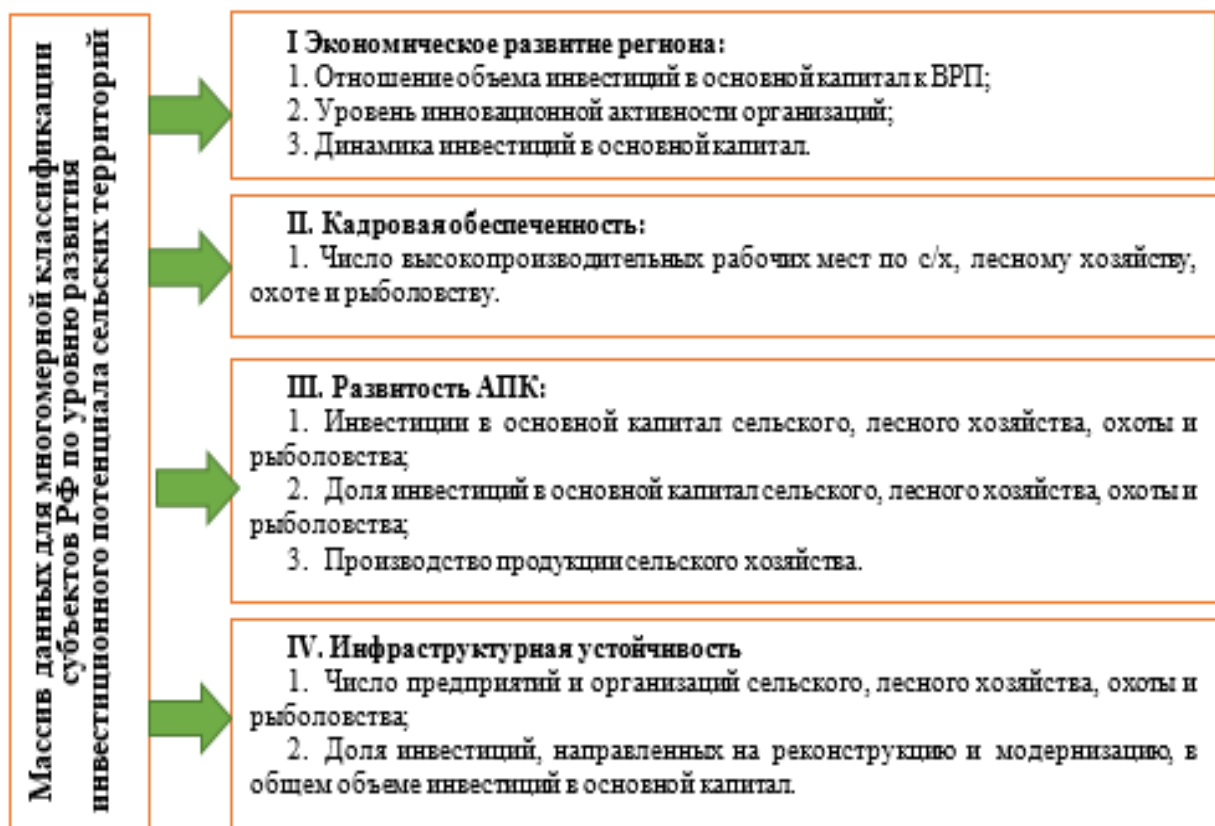 Массив данных для многомерной классификации
субъектов РФ по уровню развития
инвестиционного потенциала сельских территорий
I Экономическое развитие региона:
1. Отношение объема инвестиций в основной капитал к ВРП;
2. Уровень инновационной активности организаций;
3. Динамика инвестиций в основной капитал.
II. Кадровая обеспеченность:
1. Число высокопроизводительных рабочих мест по с/х, лесному хозяйству,
охоте и рыболовству.
III. Развитость АПК:
1. Инвестиции в основной капитал сельского, лесного хозяйства, охоты и
рыболовства;
2. Доля инвестиций в основной капитал сельского, лесного хозяйства, охоты и
рыболовства;
3. Производство продукции сельского хозяйства.
IV. Инфраструктурная устойчивость
1. Число предприятий и организаций сельского, лесного хозяйства, охоты и
рыболовства;
2. Доля инвестиций, направленных на реконструкцию и модернизацию, в
общем объеме инвестиций в основной капитал.